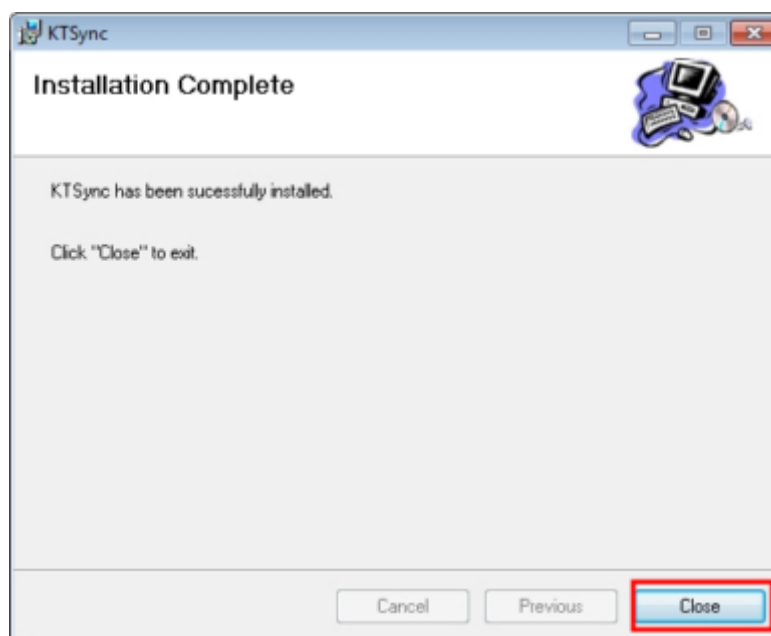 KTSync
Installation Complete
KTSync has been sucessfully installed.
Click "Close" to exit.
Cancel
Previous
Close